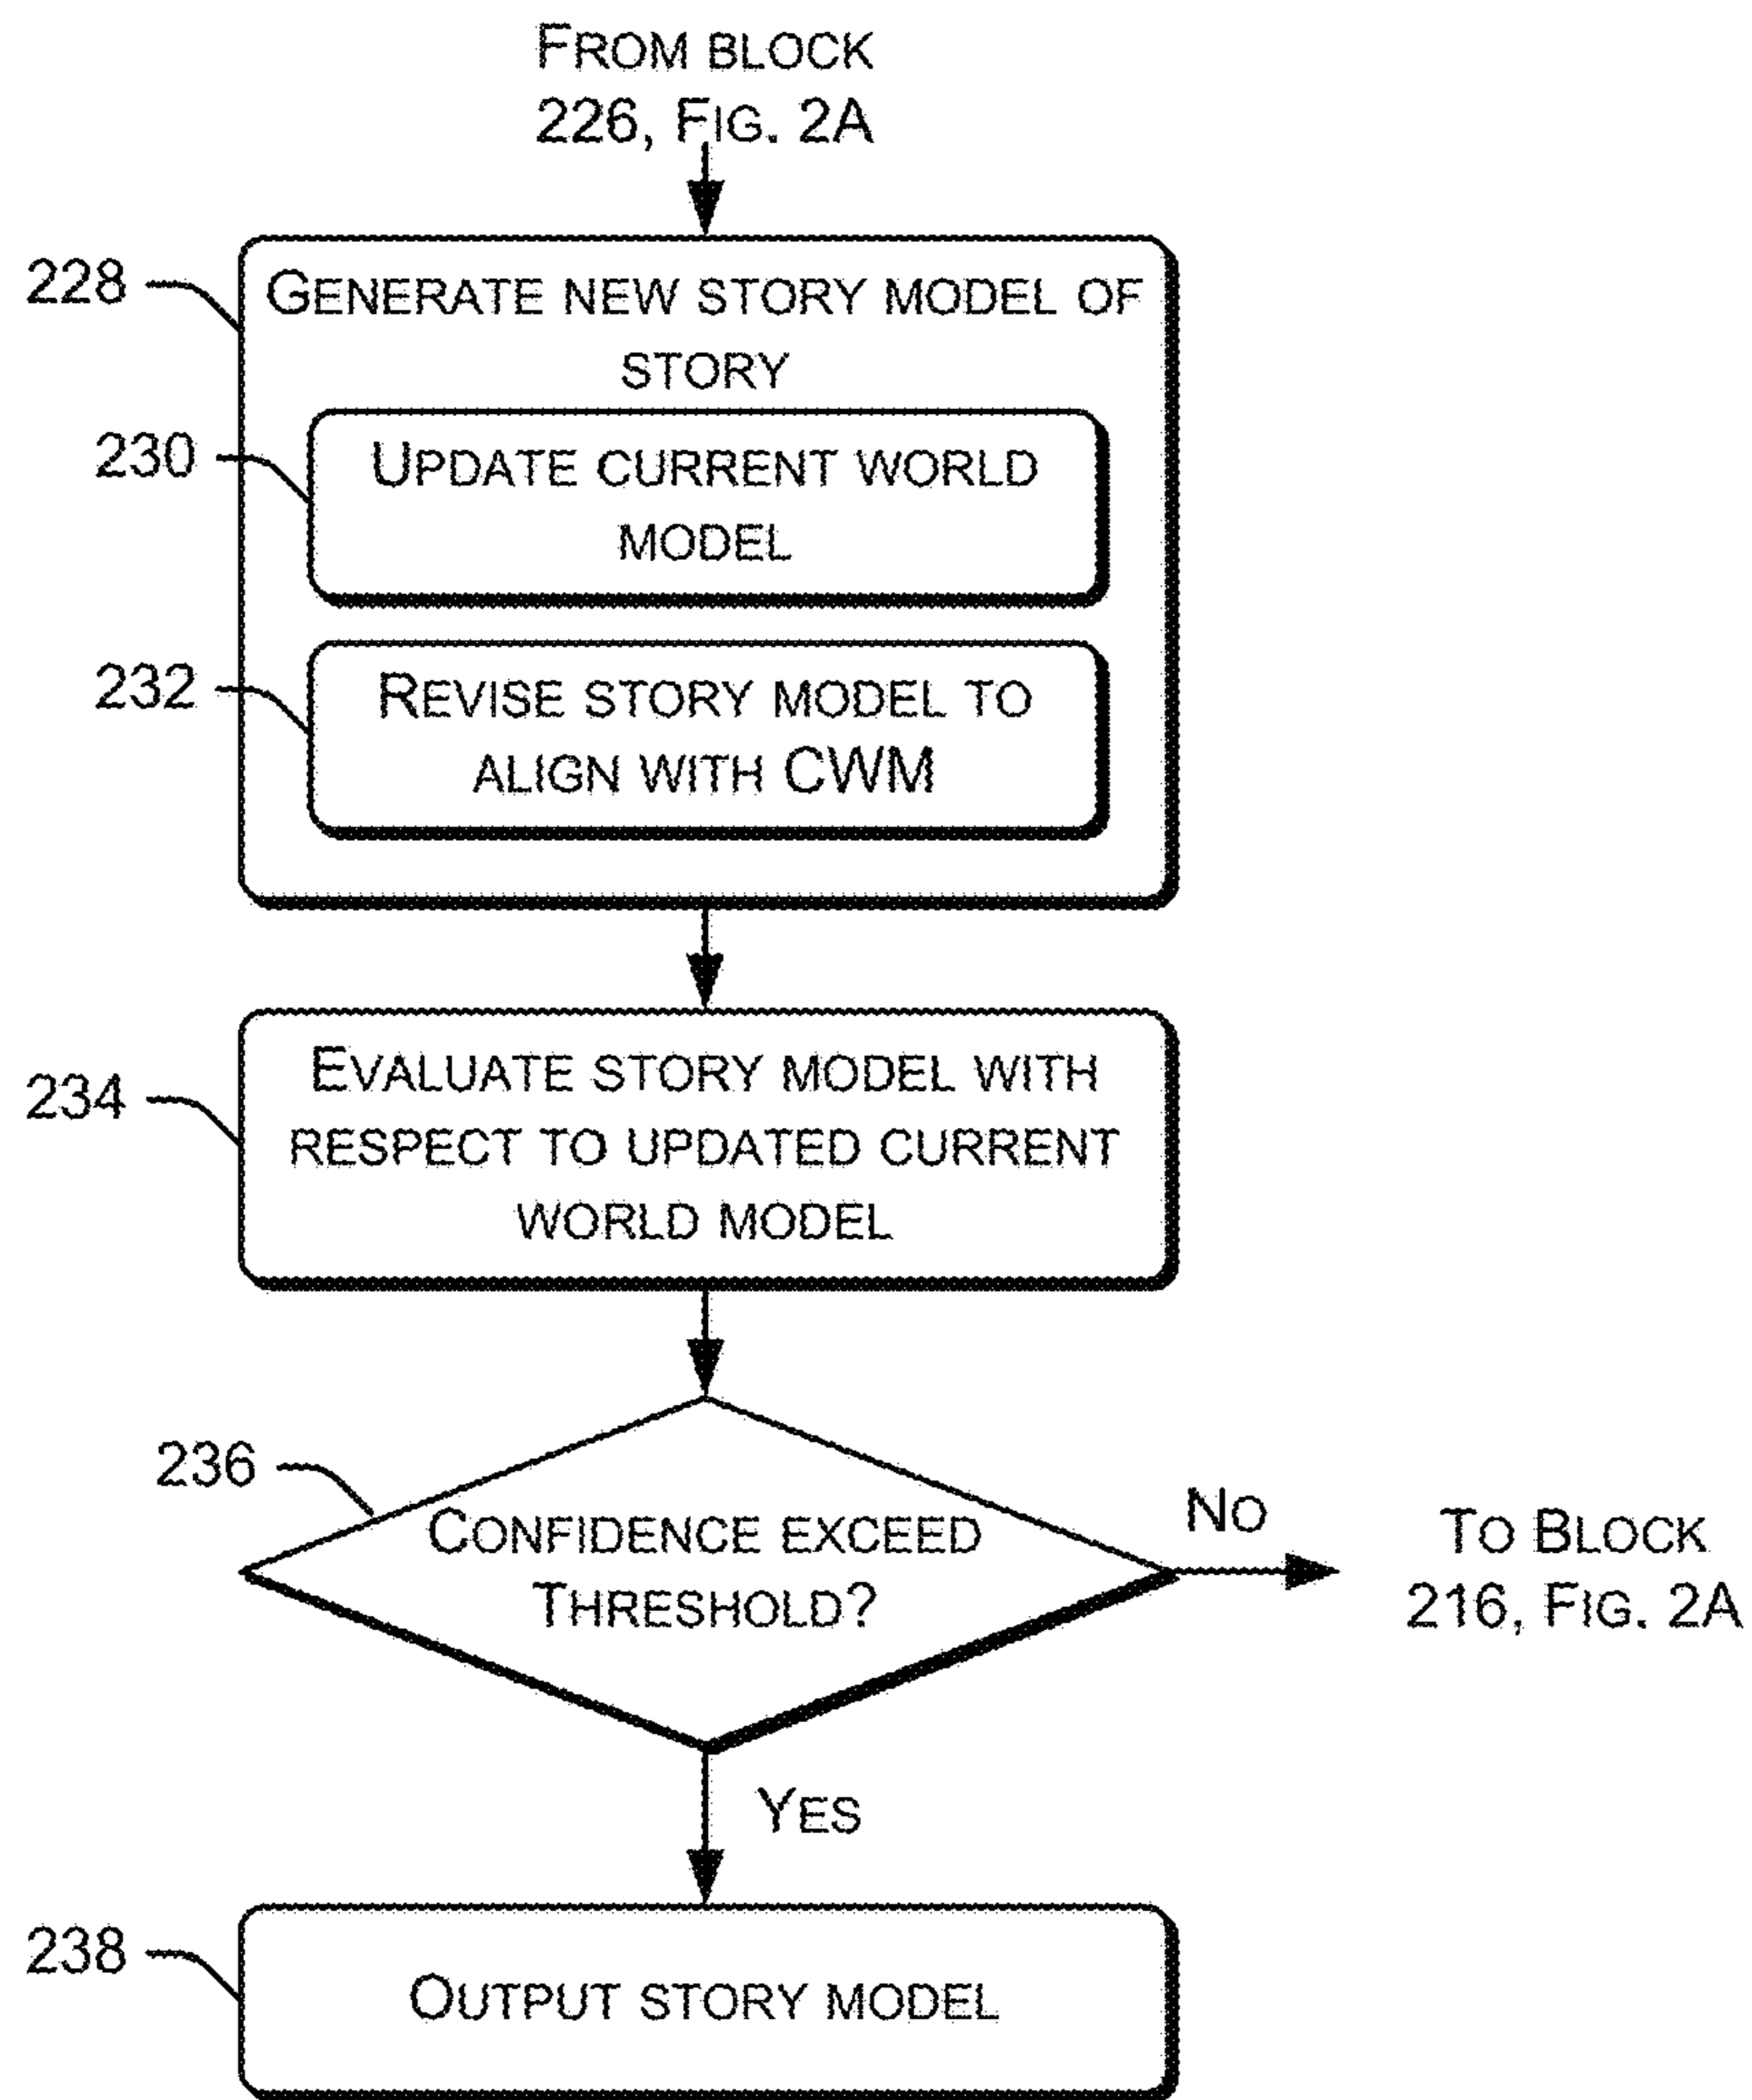 FROM BLOCK
226, FIG. 2A
228
GENERATE NEW STORY MODEL OF
STORY
230
UPDATE CURRENT WORLD
MODEL
232
REVISE STORY MODEL TO
ALIGN WITH CWM
234
EVALUATE STORY MODEL WITH
RESPECT TO UPDATED CURRENT
WORLD MODEL
236
CONFIDENCE EXCEED
THRESHOLD?
NO
TO BLOCK
216, FIG. 2A
YES
238
OUTPUT STORY MODEL